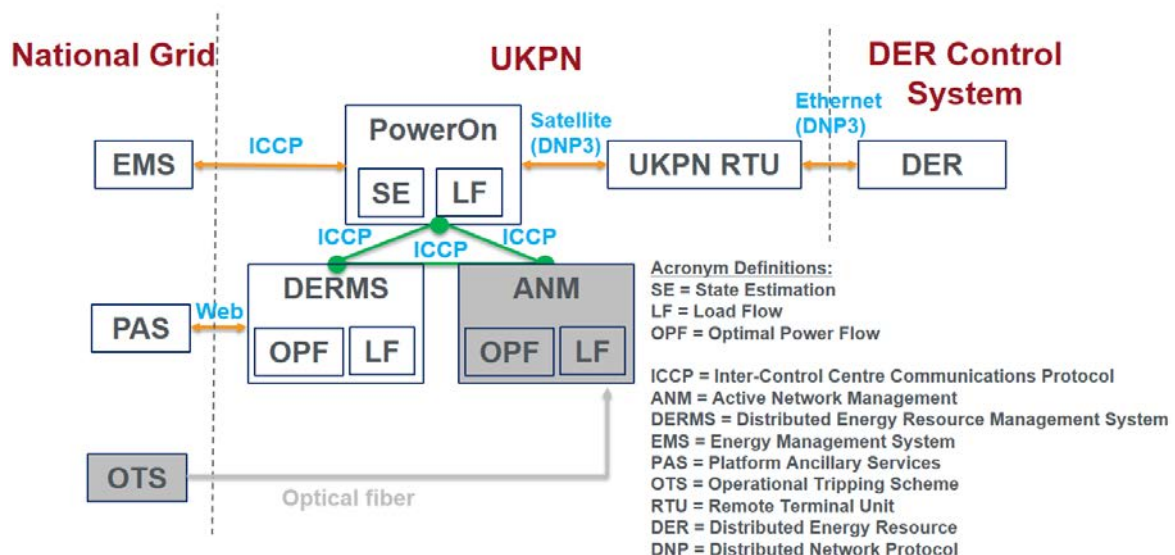 National Grid
UKPN
DER Control
System
EMS
ICCP
PowerOn
SE
LF
Satellite
(DNP3)
UKPN RTU
Ethernet
(DNP3)
DER
ICCP
ICCP
ICCP
PAS
Web
DERMS
OPF
LF
ANM
OPF
LF
OTS
Optical fiber
Acronym Definitions:
SE = State Estimation
LF = Load Flow
OPF = Optimal Power Flow
ICCP = Inter-Control Centre Communications Protocol
ANM = Active Network Management
DERMS = Distributed Energy Resource Management System
EMS = Energy Management System
PAS = Platform Ancillary Services
OTS = Operational Tripping Scheme
RTU = Remote Terminal Unit
DER = Distributed Energy Resource
DNP = Distributed Network Protocol